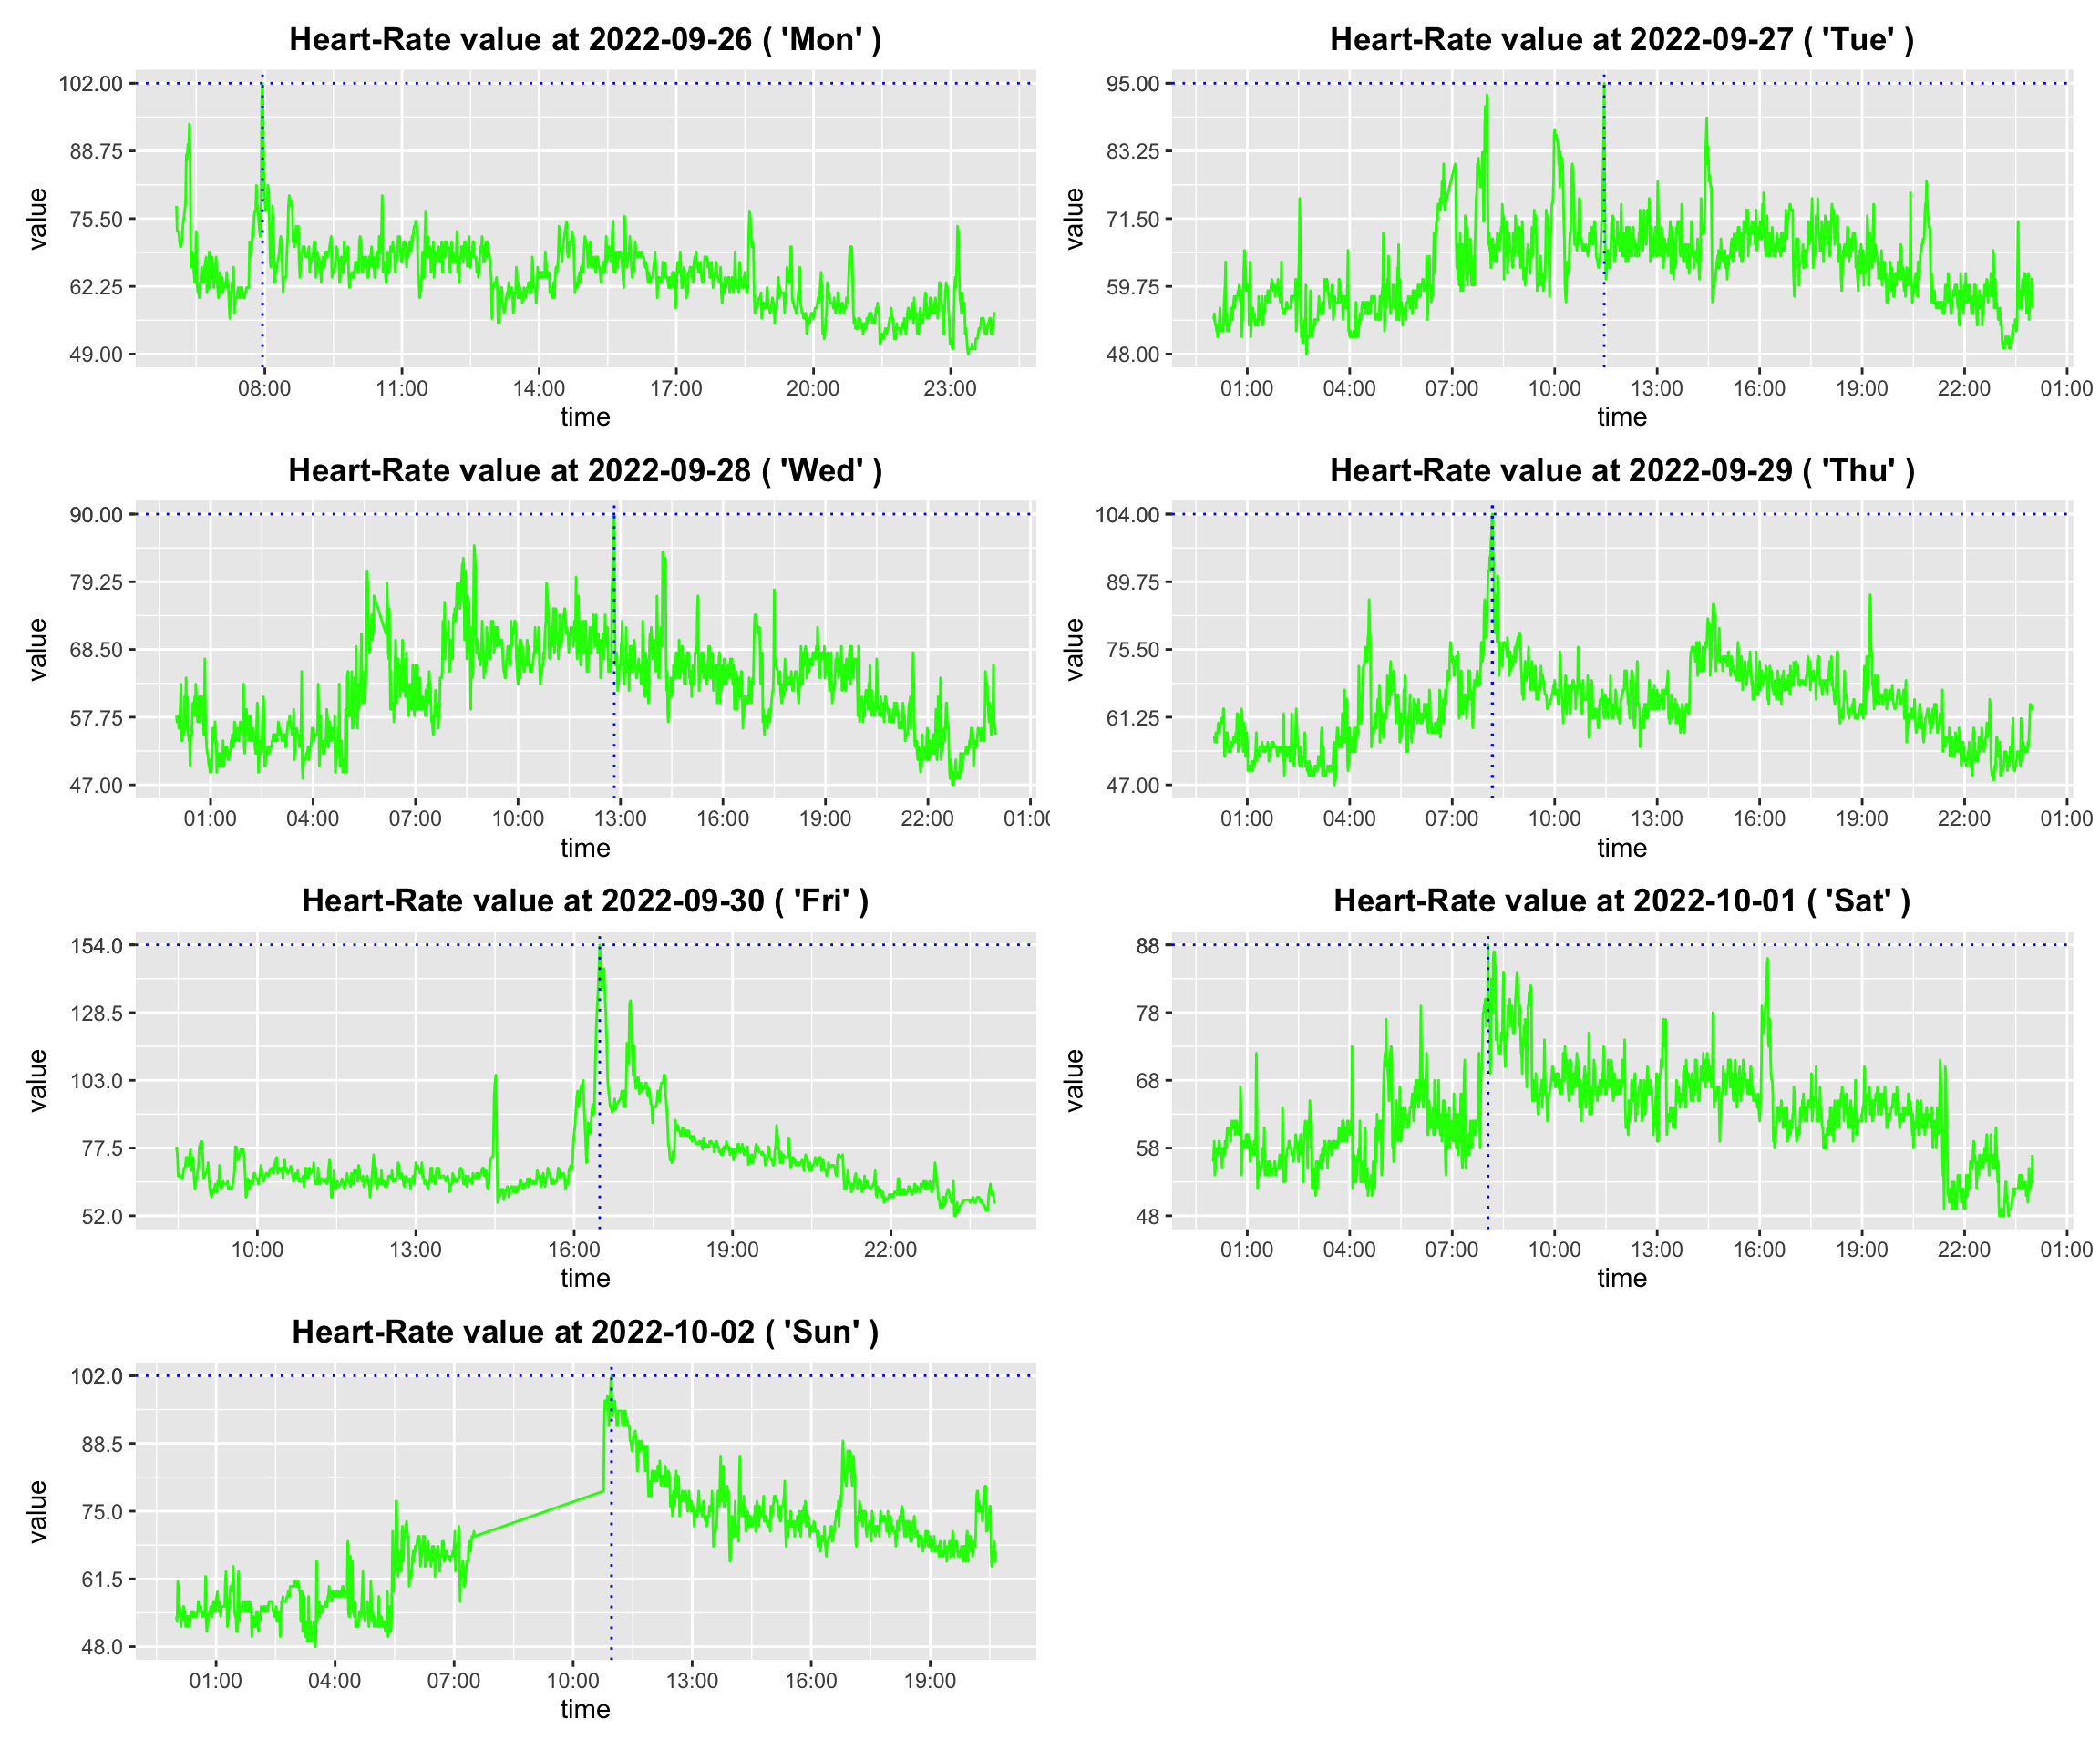 Heart-Rate value at 2022-09-26 ( 'Mon' )
102.00
88.75
75.50
62.25
49.00
value
08:00 11:00 14:00 17:00 20:00 23:00
time
Heart-Rate value at 2022-09-27 ( 'Tue' )
95.00
83.25
71.50
59.75
48.00
value
01:00 04:00 07:00 10:00 13:00 16:00 19:00 22:00 01:00
time
Heart-Rate value at 2022-09-28 ( 'Wed' )
90.00
79.25
68.50
57.75
47.00
value
01:00 04:00 07:00 10:00 13:00 16:00 19:00 22:00 01:00
time
Heart-Rate value at 2022-09-29 ( 'Thu' )
104.00
89.75
75.50
61.25
47.00
value
01:00 04:00 07:00 10:00 13:00 16:00 19:00 22:00 01:00
time
Heart-Rate value at 2022-09-30 ( 'Fri' )
154.0
128.5
103.0
77.5
52.0
value
10:00 13:00 16:00 19:00 22:00
time
Heart-Rate value at 2022-10-01 ( 'Sat' )
88
78
68
58
48
value
01:00 04:00 07:00 10:00 13:00 16:00 19:00 22:00 01:00
time
Heart-Rate value at 2022-10-02 ( 'Sun' )
102.0
88.5
75.0
61.5
48.0
value
01:00 04:00 07:00 10:00 13:00 16:00 19:00
time